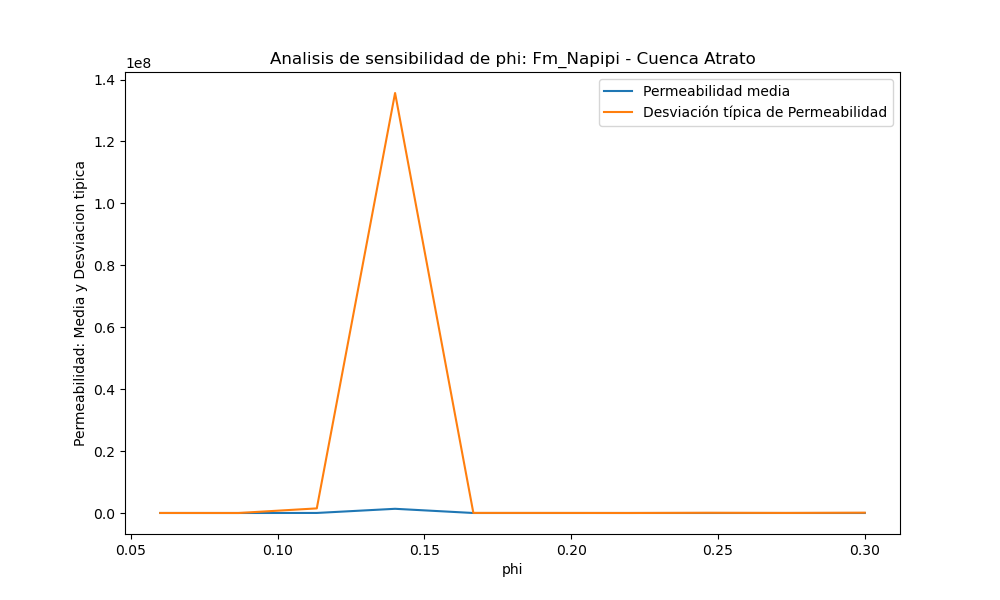 Analisis de sensibilidad de phi: Fm_Napipi - Cuenca Atrato
1e8
Permeabilidad media
Desviación típica de Permeabilidad
Permeabilidad: Media y Desviacion tipica
1.4
1.2
1.0
0.8
0.6
0.4
0.2
0.0
0.05 0.10 0.15 0.20 0.25 0.30
phi